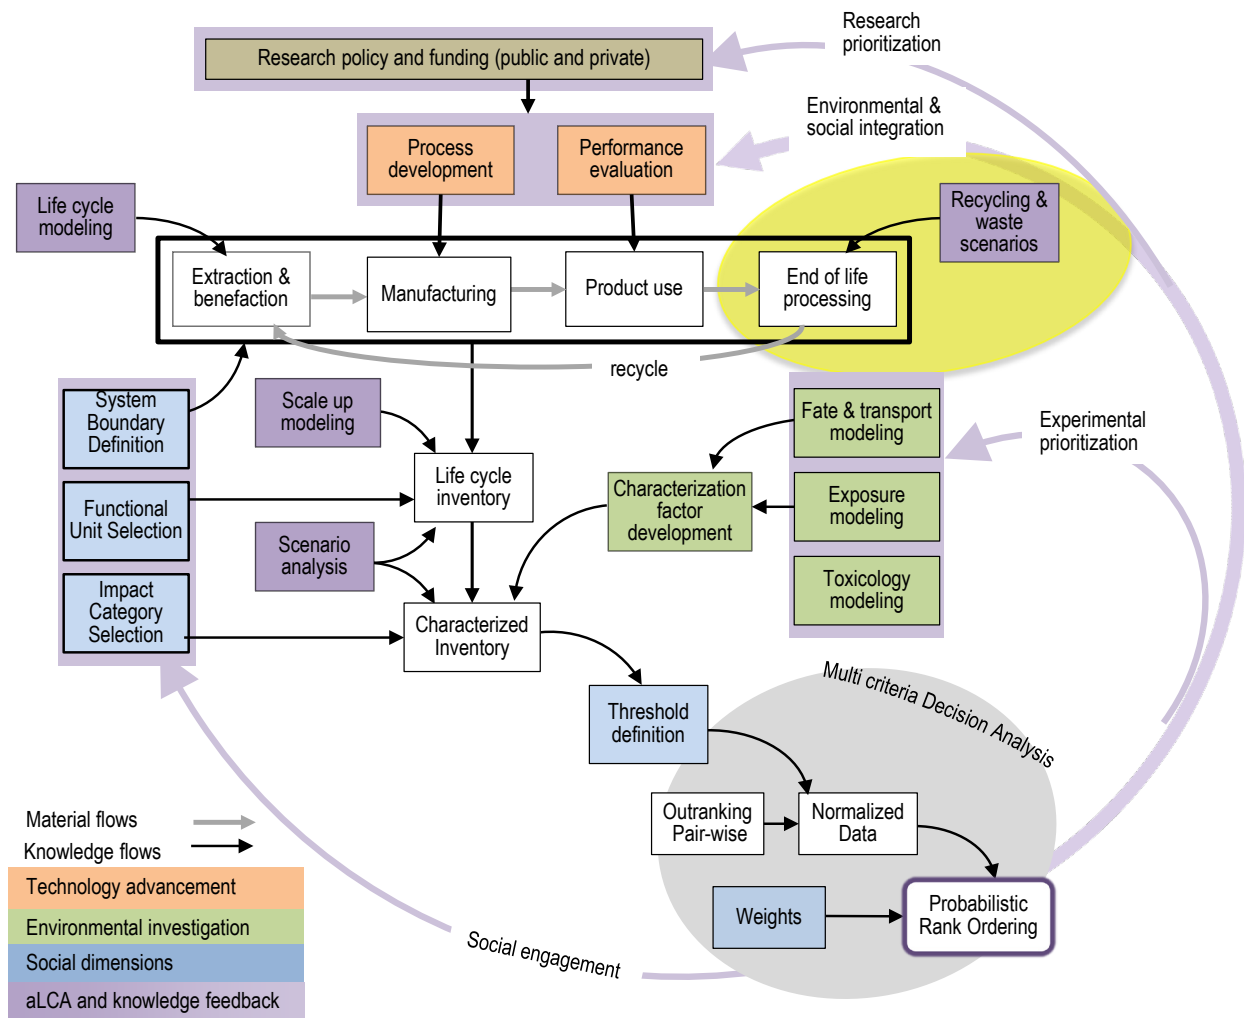 Research
prioritization
Research policy and funding (public and private)
Environmental &
social integration
Process
development
Performance
evaluation
Life cycle
modeling
Recycling &
waste
scenarios
Extraction &
benefaction
Manufacturing
Product use
End of life
processing
recycle
System
Boundary
Definition
Scale up
modeling
Fate & transport
modeling
Experimental
prioritization
Life cycle
inventory
Characterization
factor
development
Exposure
modeling
Functional
Unit Selection
Scenario
analysis
Toxicology
modeling
Impact
Category
Selection
Characterized
Inventory
Multi criteria Decision Analysis
Threshold
definition
Outranking
Pair-wise
Normalized
Data
Material flows
Knowledge flows
Technology advancement
Environmental investigation
Social dimensions
aLCA and knowledge feedback
Weights
Probabilistic
Rank Ordering
Social engagement